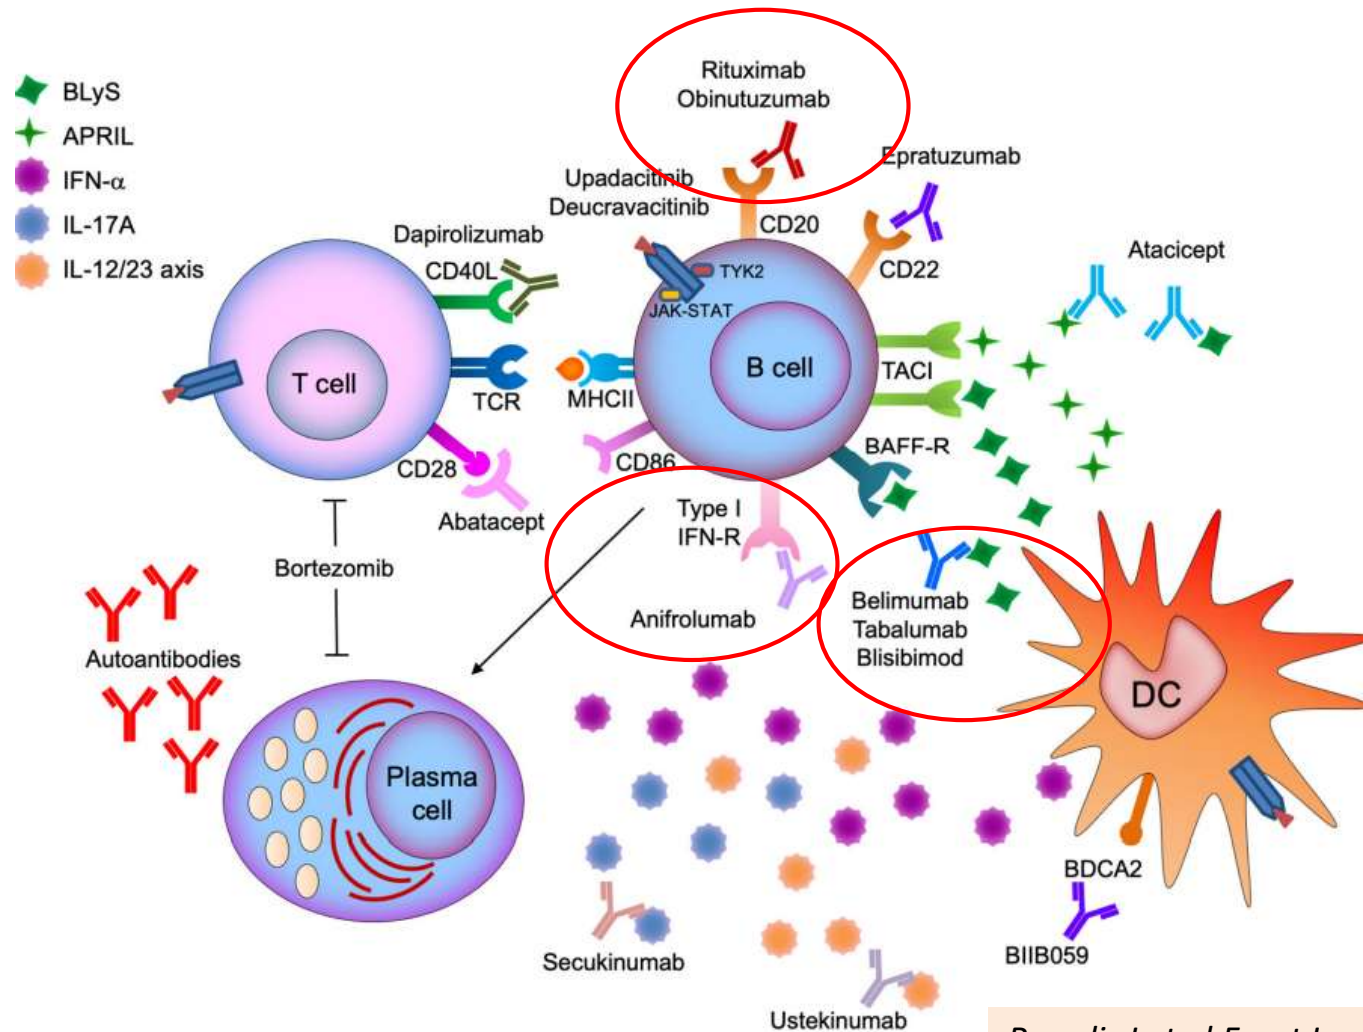 BLyS
APRIL
IFN-α
IL-17A
IL-12/23 axis
Rituximab
Obinutuzumab
Epratuzumab
Upadacitinib
Deucravacitinib
CD20
CD22
Atacicept
Dapirolizumab
CD40L
TYK2
JAK-STAT
T cell
TCR
MHCII
B cell
TACI
CD28
CD86
BAFF-R
Abatacept
Type I
IFN-R
Bortezomib
Anifrolumab
Belimumab
Tabalumab
Blisibimod
Autoantibodies
DC
Plasma
cell
BDCA2
BIIB059
Secukinumab
Ustekinumab